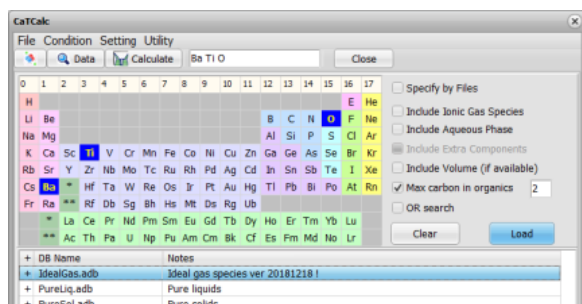 CaTCalc
File Condition Setting Utility
Data Calculate Ba Ti O Close
0 1 2 3 4 5 6 7 8 9 10 11 12 13 14 15 16 17
H E He
Li Be B C N O F Ne
Na Mg Al Si P S Cl Ar
K Ca Sc Ti V Cr Mn Fe Co Ni Cu Zn Ga Ge As Se Br Kr
Rb Sr Y Zr Nb Mo Tc Ru Rh Pd Ag Cd In Sn Sb Te I Xe
Cs Ba * Hf Ta W Re Os Ir Pt Au Hg Tl Pb Bi Po At Rn
Fr Ra ** Rf Db Sg Bh Hs Mt Ds Rg Ub
* La Ce Pr Nd Pm Sm Eu Gd Tb Dy Ho Er Tm Yb Lu
** Ac Th Pa U Np Pu Am Cm Bk Cf Es Fm Md No Lr
Specify by Files
Include Ionic Gas Species
Include Aqueous Phase
Include Extra Components
Include Volume (if available)
Max carbon in organics 2
OR search
Clear Load
+ DB Name Notes
+ IdealGas.adb Ideal gas species ver 20181218 !
+ PureLiq.adb Pure liquids
+ PureSol.adb Pure solids